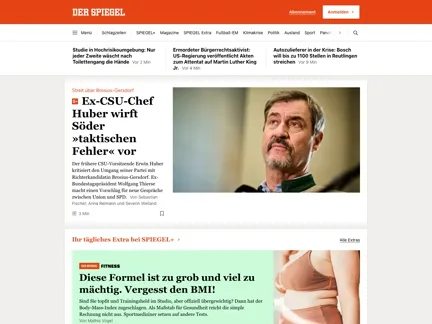 DER SPIEGEL
Abonnement
Anmelden
Menü Schlagzeilen SPIEGEL+ Magazine SPIEGEL Extra Fußball-EM Klimakrise Politik Ausland Sport
Studie in Hochrisikoumgebung: Nur
jeder Zweite wäscht nach
Toilettengang die Hände Vor 2 Min
Ermordeter Bürgerrechtsaktivist:
US-Regierung veröffentlicht Akten
zum Attentat auf Martin Luther King
Jr. Vor 4 Min
Autozulieferer in der Krise: Bosch
will bis zu 1100 Stellen in Reutlingen
streichen Vor 9 Min
Streit über Brosius-Gersdorf
Ex-CSU-Chef
Huber wirft
Söder
»taktischen
Fehler« vor
Der frühere CSU-Vorsitzende Erwin Huber
kritisiert den Umgang seiner Partei mit
Richterkandidatin Brosius-Gersdorf. Ex-
Bundestagspräsident Wolfgang Thierse
macht einen Vorschlag für neue Gespräche
zwischen Union und SPD. Von Sebastian
Fischer, Anna Reimann und Severin Weiland
3 Min
Ihr tägliches Extra bei SPIEGEL+
Alle Extras
FITNESS
Diese Formel ist zu grob und viel zu
mächtig. Vergesst den BMI!
Sind Sie topfit und Trainingsheld im Studio, aber offiziell übergewichtig? Dann hat der
Body-Mass-Index zugeschlagen. Als Maßstab für Gesundheit reicht die simple
Rechnung nicht aus. Sportmediziner setzen auf andere Tests.
Von Matteo Vogel